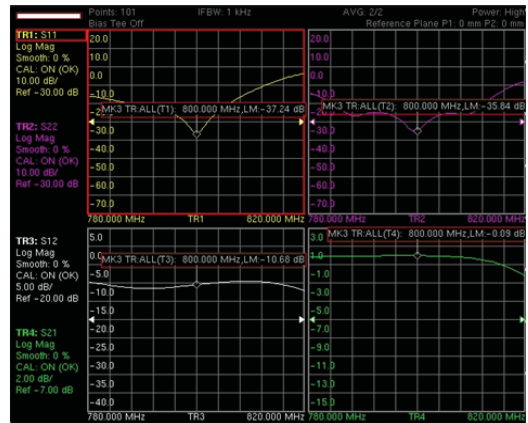 Points: 101 IFBW: 1 kHz AVG: 2/2 Power: High
Bias Tee Off Reference Plane P1: 0 mm P2: 0 mm
TR1: S11
Log Mag
Smooth: 0 %
CAL: ON (OK)
10.00 dB/
Ref -30.00 dB
20.0
10.0
0.0
MK3 TR:ALL(T1): 800.000 MHz,LM:-37.24 dB
-30.0
-40.0
-50.0
-60.0
-70.0
780.000 MHz TR1 820.000 MHz
TR2: S22
Log Mag
Smooth: 0 %
CAL: ON (OK)
10.00 dB/
Ref -30.00 dB
20.0
10.0
0.0
MK3 TR:ALL(T2): 800.000 MHz,LM:-35.84 dB
-30.0
-40.0
-50.0
-60.0
-70.0
780.000 MHz TR2 820.000 MHz
TR3: S12
Log Mag
Smooth: 0 %
CAL: ON (OK)
5.00 dB/
Ref -20.00 dB
5.0
0.0
MK3 TR:ALL(T3): 800.000 MHz,LM:-10.68 dB
-5.0
-10.0
-15.0
-20.0
-25.0
-30.0
-35.0
-40.0
780.000 MHz TR3 820.000 MHz
TR4: S21
Log Mag
Smooth: 0 %
CAL: ON (OK)
2.00 dB/
Ref -7.00 dB
3.0
MK3 TR:ALL(T4): 800.000 MHz,LM:-0.09 dB
-1.0
-3.0
-5.0
-7.0
-9.0
-11.0
-13.0
-15.0
780.000 MHz TR4 820.000 MHz